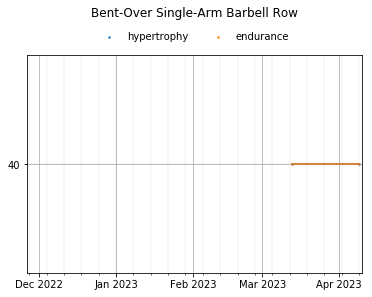 Bent-Over Single-Arm Barbell Row
hypertrophy endurance
40
Dec 2022 Jan 2023 Feb 2023 Mar 2023 Apr 2023